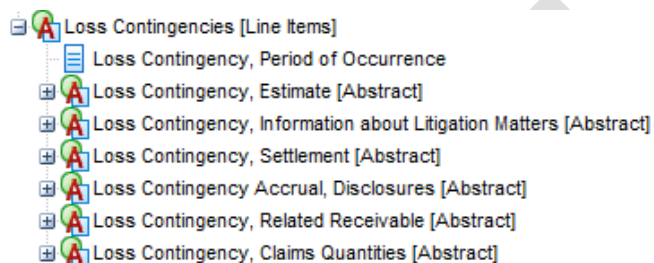 Loss Contingencies [Line Items]
Loss Contingency, Period of Occurrence
Loss Contingency, Estimate [Abstract]
Loss Contingency, Information about Litigation Matters [Abstract]
Loss Contingency, Settlement [Abstract]
Loss Contingency Accrual, Disclosures [Abstract]
Loss Contingency, Related Receivable [Abstract]
Loss Contingency, Claims Quantities [Abstract]